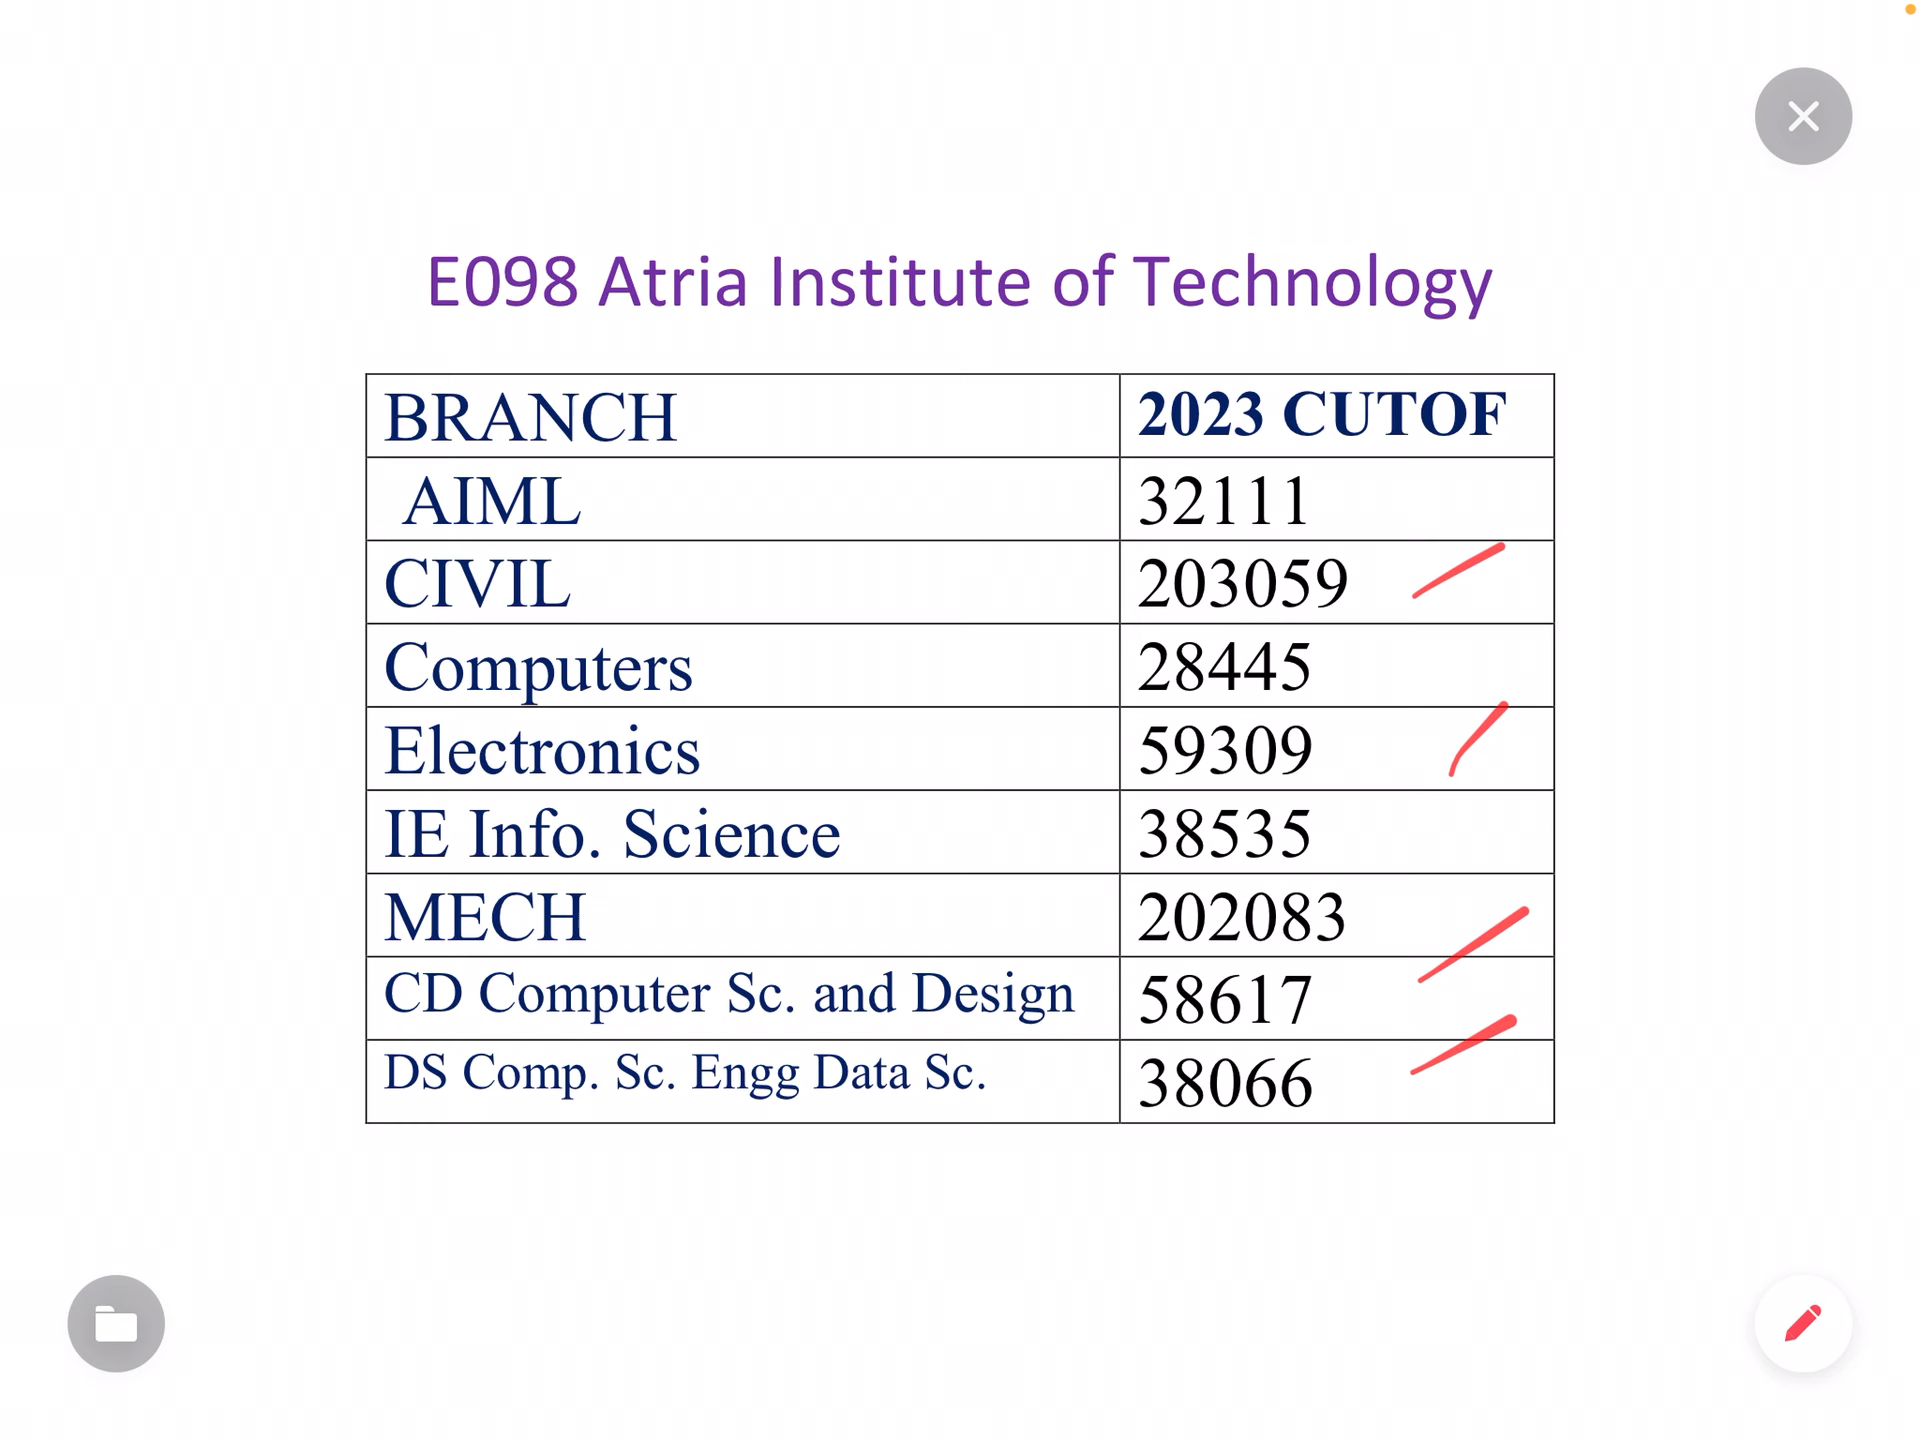 E098 Atria Institute of Technology
BRANCH 2023 CUTOF
AIML 32111
CIVIL 203059
Computers 28445
Electronics 59309
IE Info. Science 38535
MECH 202083
CD Computer Sc. and Design 58617
DS Comp. Sc. Engg Data Sc. 38066